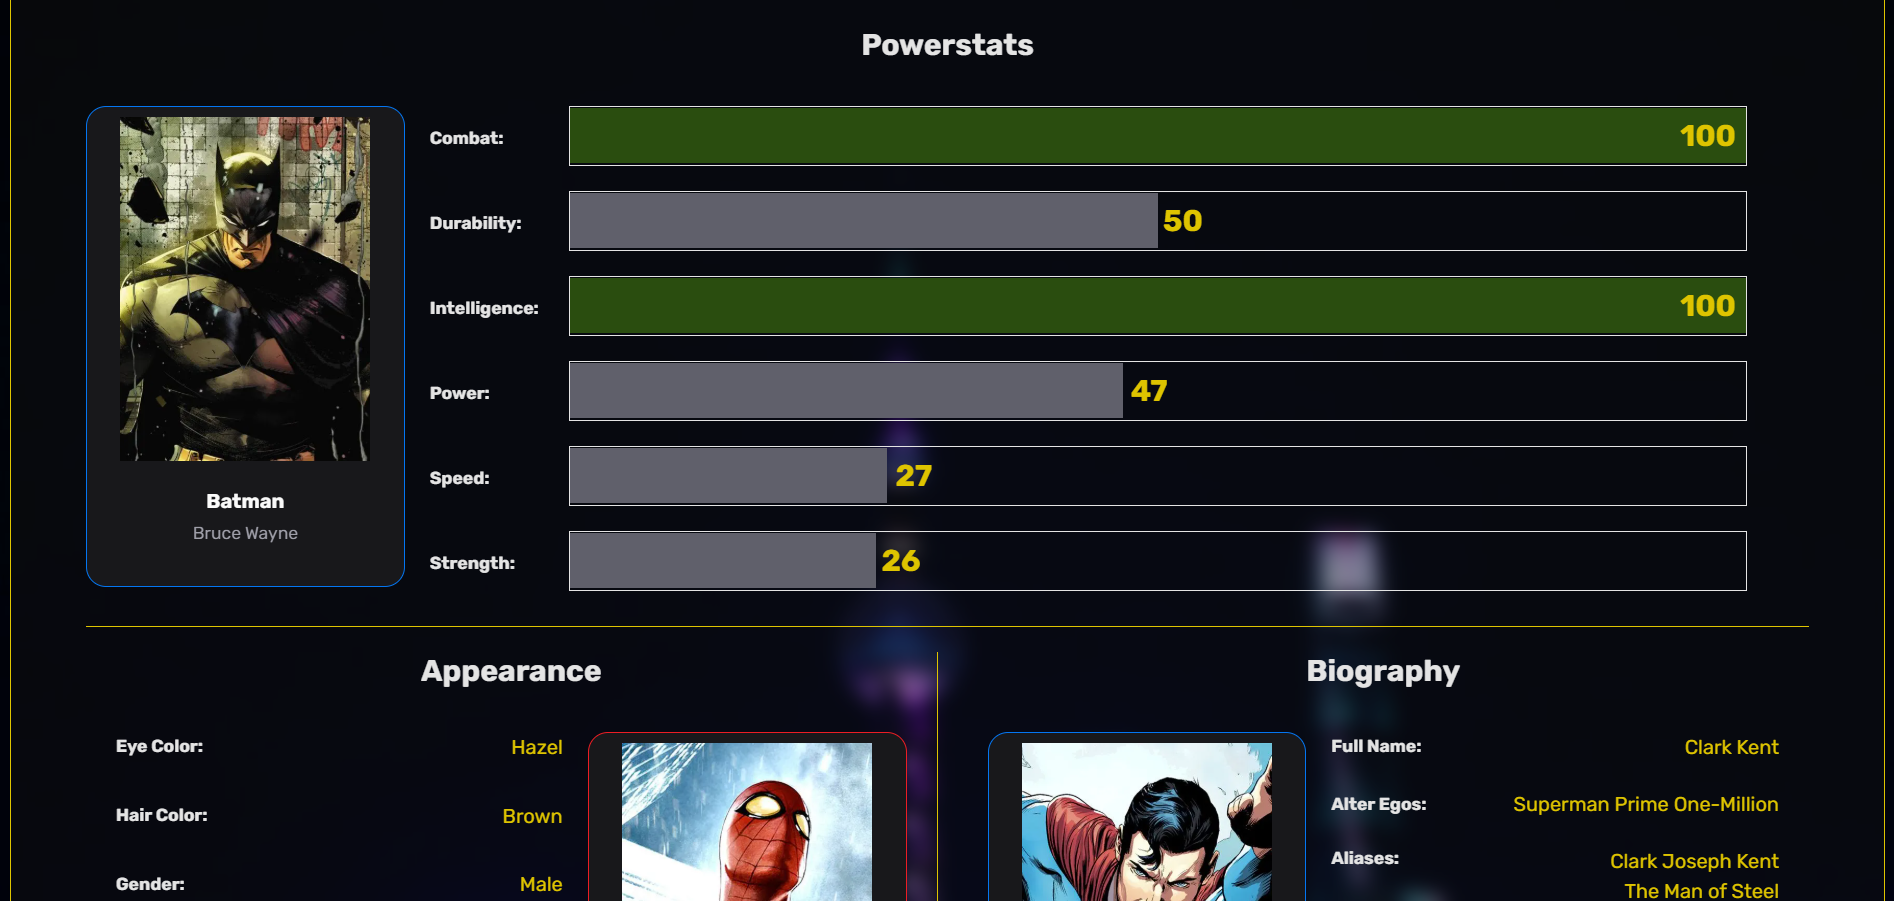 Powerstats
Batman
Bruce Wayne
Combat: 100
Durability: 50
Intelligence: 100
Power: 47
Speed: 27
Strength: 26
Appearance
Eye Color: Hazel
Hair Color: Brown
Gender: Male
Biography
Full Name: Clark Kent
Alter Egos: Superman Prime One-Million
Aliases: Clark Joseph Kent
The Man of Steel